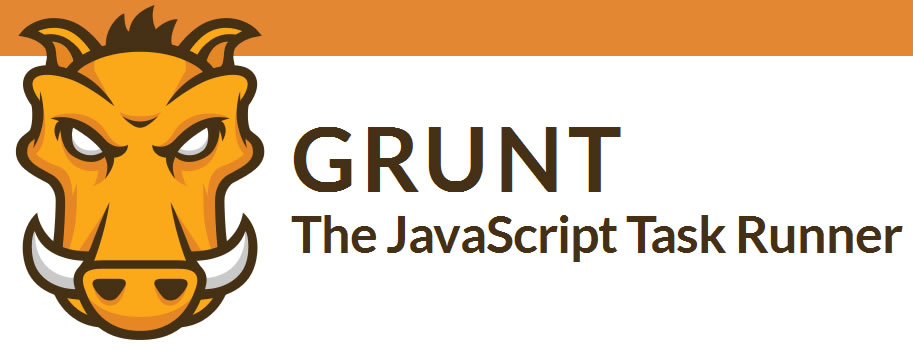 GRUNT
The JavaScript Task Runner